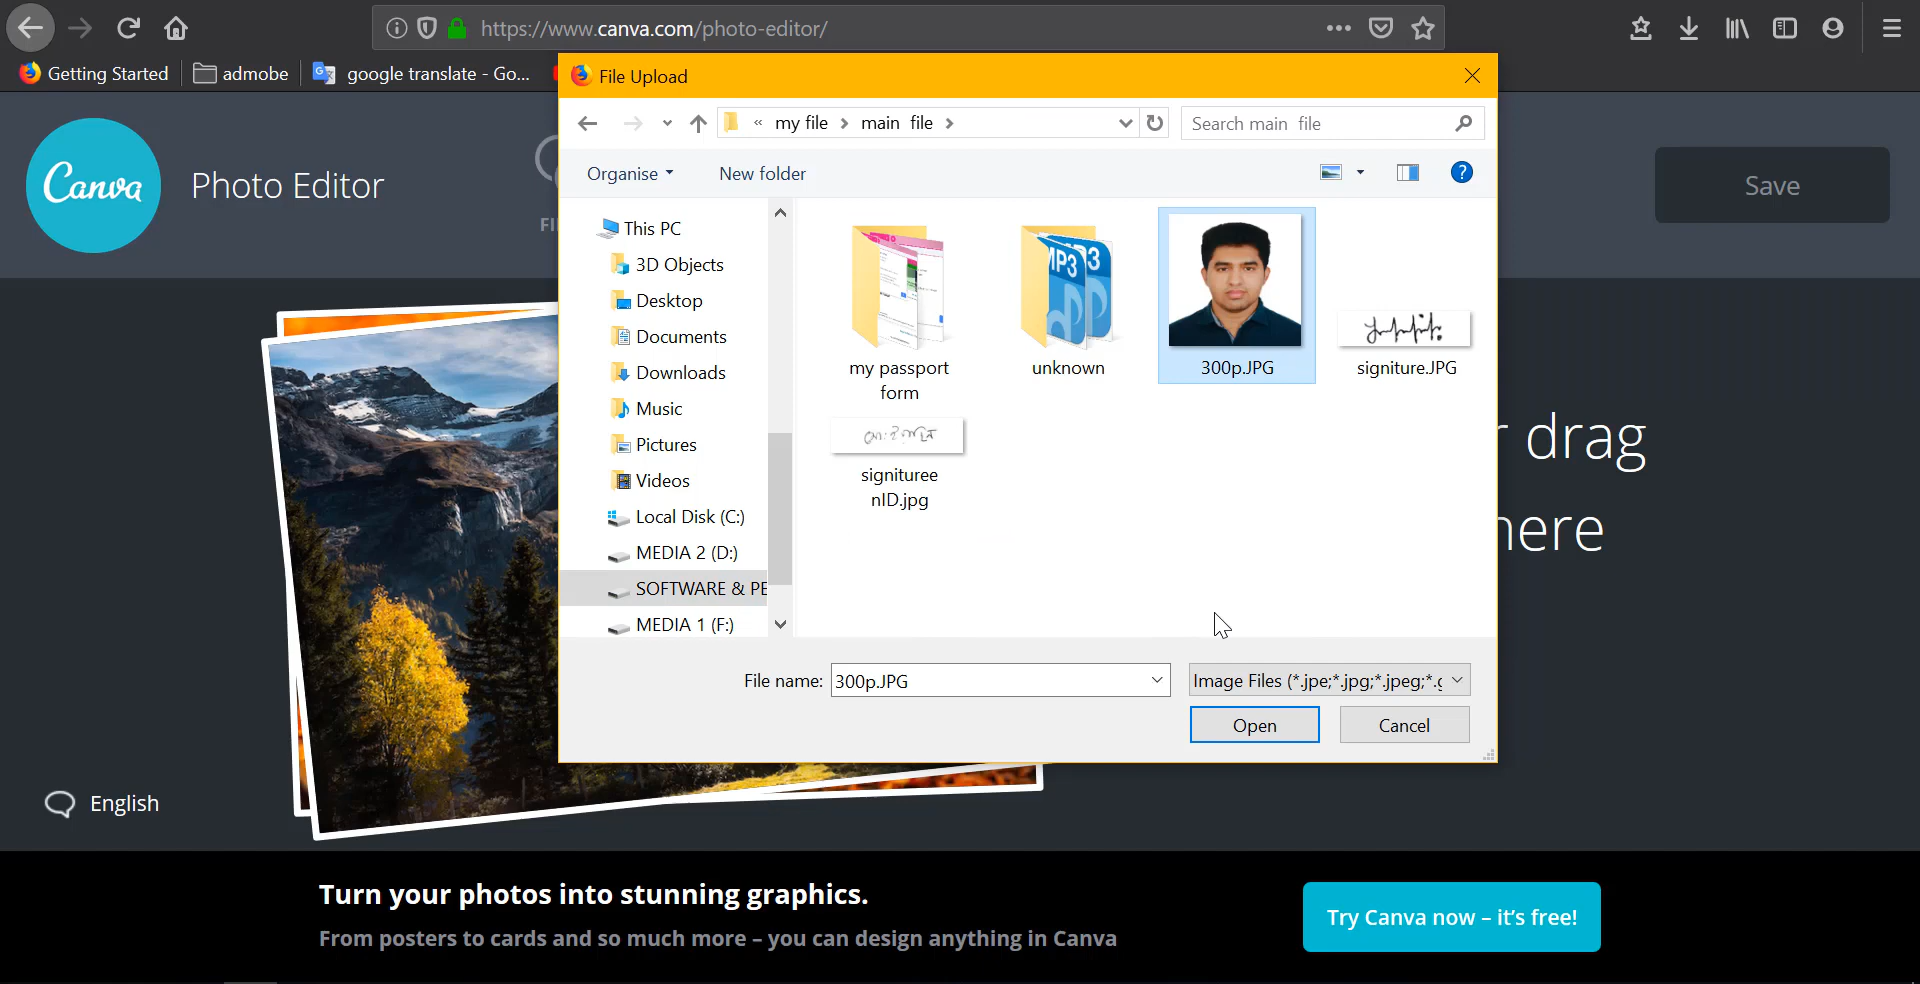 https://www.canva.com/photo-editor/
Getting Started
admobe
google translate - Go...
File Upload
« my file > main file >
Search main file
Organise
New folder
Canva
Photo Editor
FI
Save
This PC
3D Objects
Desktop
Documents
Downloads
Music
Pictures
Videos
Local Disk (C:)
MEDIA 2 (D:)
SOFTWARE & PE
MEDIA 1 (F:)
MP3
my passport
form
unknown
300p.JPG
signiture.JPG
signituree
nID.jpg
r drag
here
File name:
300p.JPG
Image Files (*.jpe;*.jpg;*.jpeg;*.g
Open
Cancel
English
Turn your photos into stunning graphics.
From posters to cards and so much more – you can design anything in Canva
Try Canva now – it’s free!